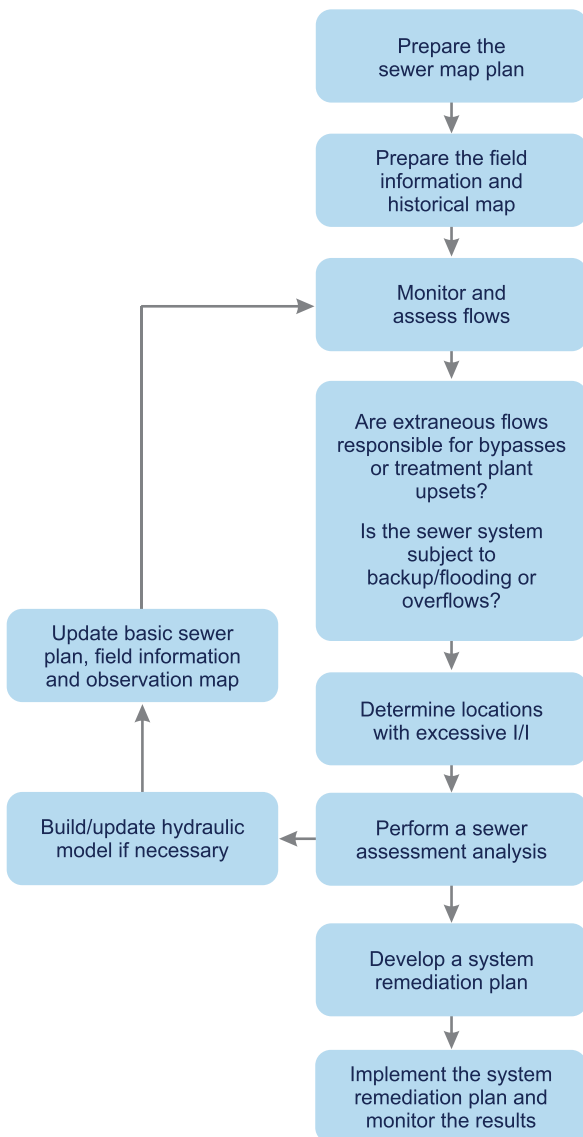 Prepare the
sewer map plan
Prepare the field
information and
historical map
Monitor and
assess flows
Are extraneous flows
responsible for bypasses
or treatment plant
upsets?
Is the sewer system
subject to
backup/flooding or
overflows?
Update basic sewer
plan, field information
and observation map
Determine locations
with excessive I/I
Build/update hydraulic
model if necessary
Perform a sewer
assessment analysis
Develop a system
remediation plan
Implement the system
remediation plan and
monitor the results